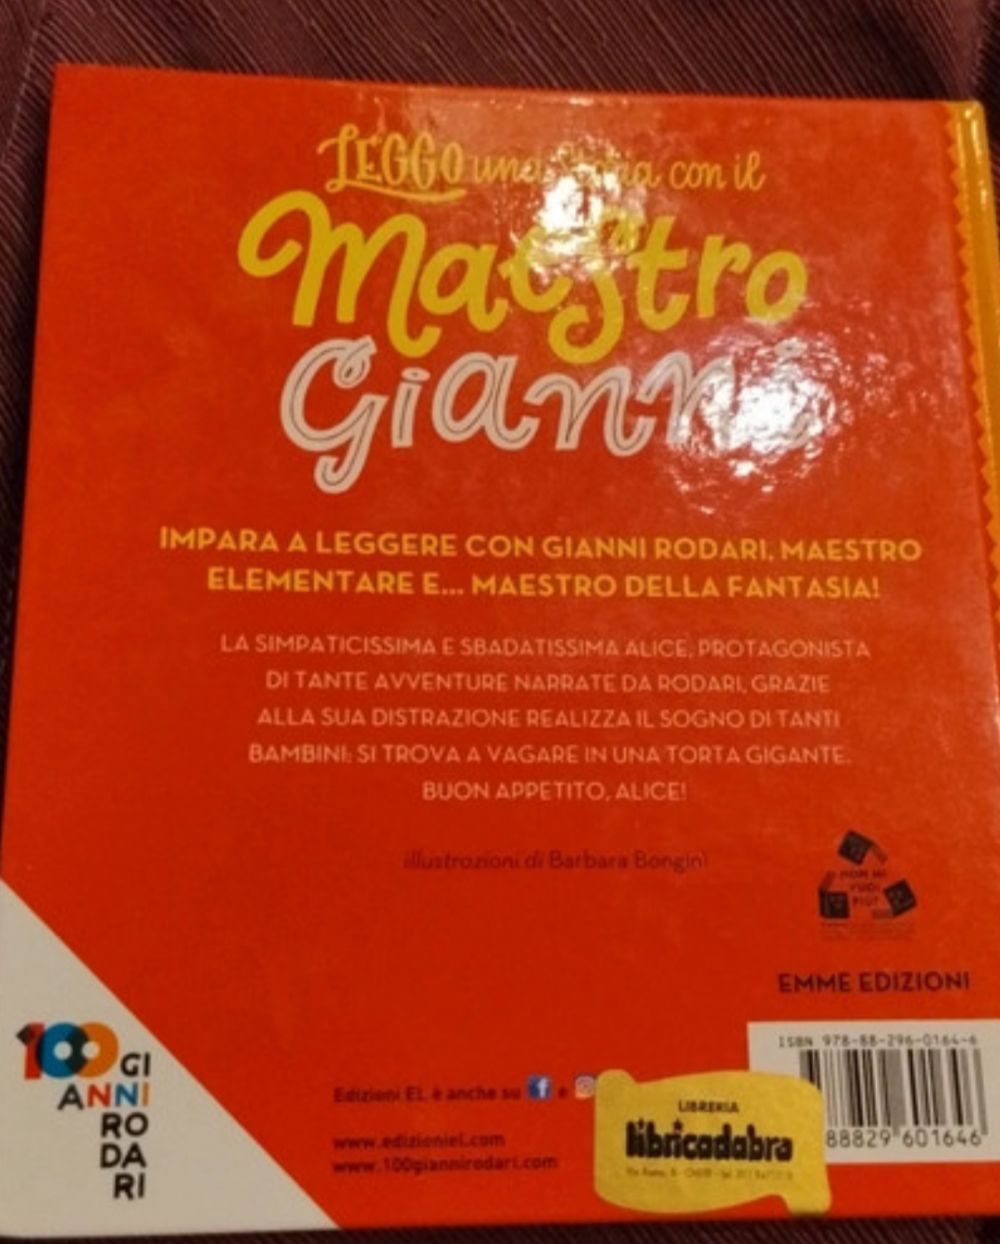 LEGGO una storia con il
Maestro
Gianni
IMPARA A LEGGERE CON GIANNI RODARI, MAESTRO
ELEMENTARE E... MAESTRO DELLA FANTASIA!
LA SIMPATICISSIMA E SBADATISSIMA ALICE, PROTAGONISTA
DI TANTE AVVENTURE NARRATE DA RODARI, GRAZIE
ALLA SUA DISTRAZIONE REALIZZA IL SOGNO DI TANTI
BAMBINI: SI TROVA A VAGARE IN UNA TORTA GIGANTE.
BUON APPETITO, ALICE!
illustrazioni di Barbara Bongini
NON MI
VUOI
PIÙ?
EMME EDIZIONI
ISBN 978-88-296-0164-6
88829 601646
100 GI
ANNI
RO
DA
RI
Edizioni EL è anche su f e
www.edizioniel.com
www.100giannirodari.com
LIBRERIA
libricadabra